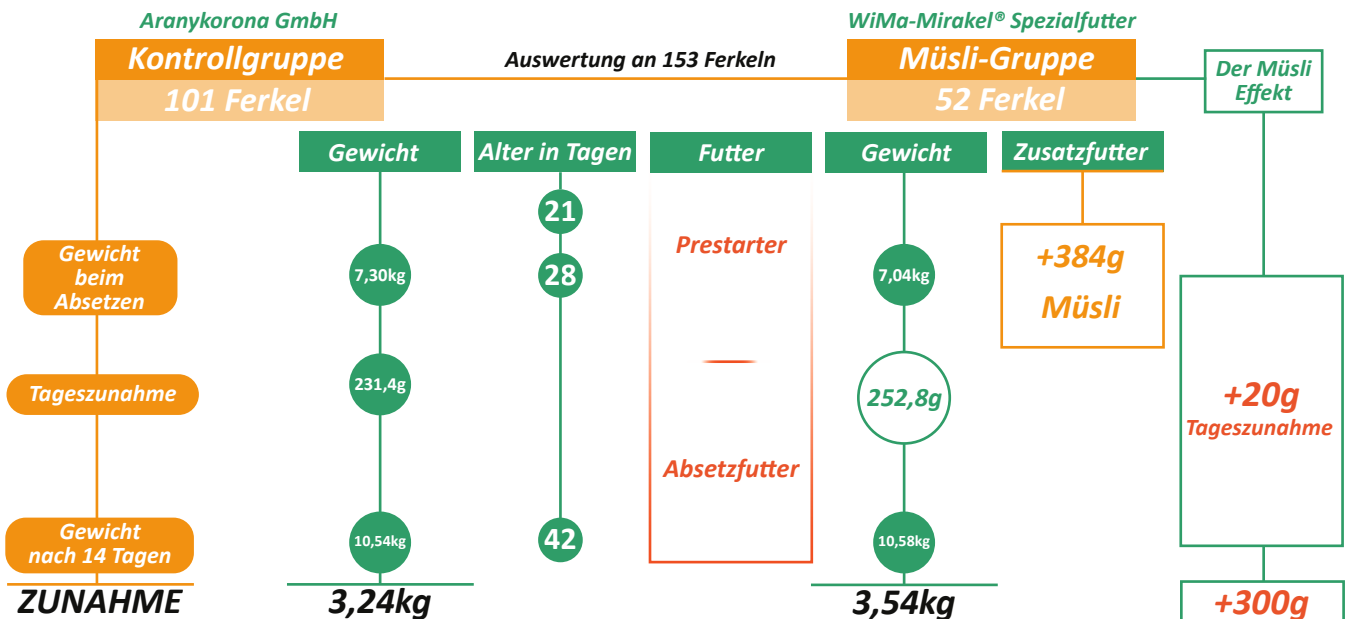 Aranykorona GmbH
WiMa-Mirakel® Spezialfutter
Kontrollgruppe
Auswertung an 153 Ferkeln
Müsli-Gruppe
Der Müsli
Effekt
101 Ferkel
52 Ferkel
Gewicht
Alter in Tagen
Futter
Gewicht
Zusatzfutter
21
Prestarter
+384g
Müsli
Gewicht
beim
Absetzen
7,30kg
28
7,04kg
Tageszunahme
231,4g
252,8g
+20g
Tageszunahme
Absetzfutter
Gewicht
nach 14 Tagen
10,54kg
42
10,58kg
ZUNAHME
3,24kg
3,54kg
+300g